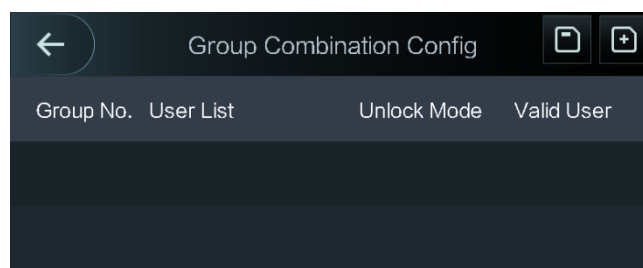 Group Combination Config
Group No. User List Unlock Mode Valid User